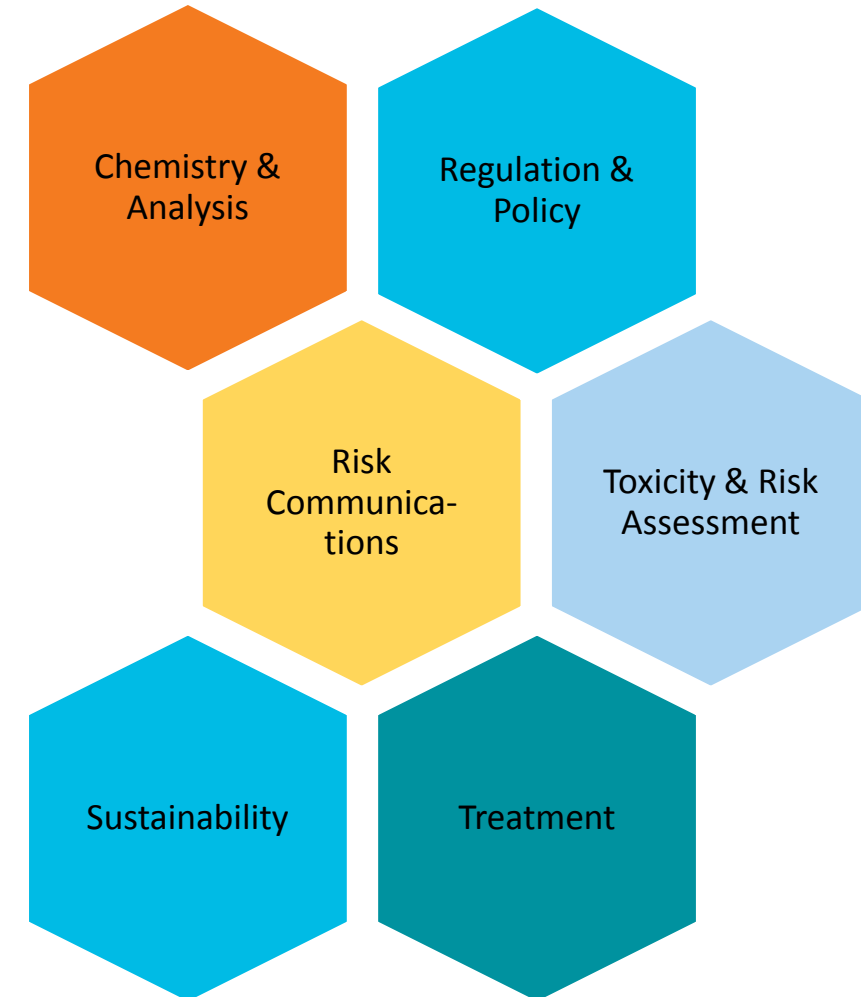 Chemistry &
Analysis
Regulation &
Policy
Risk
Communica-
tions
Toxicity & Risk
Assessment
Sustainability
Treatment